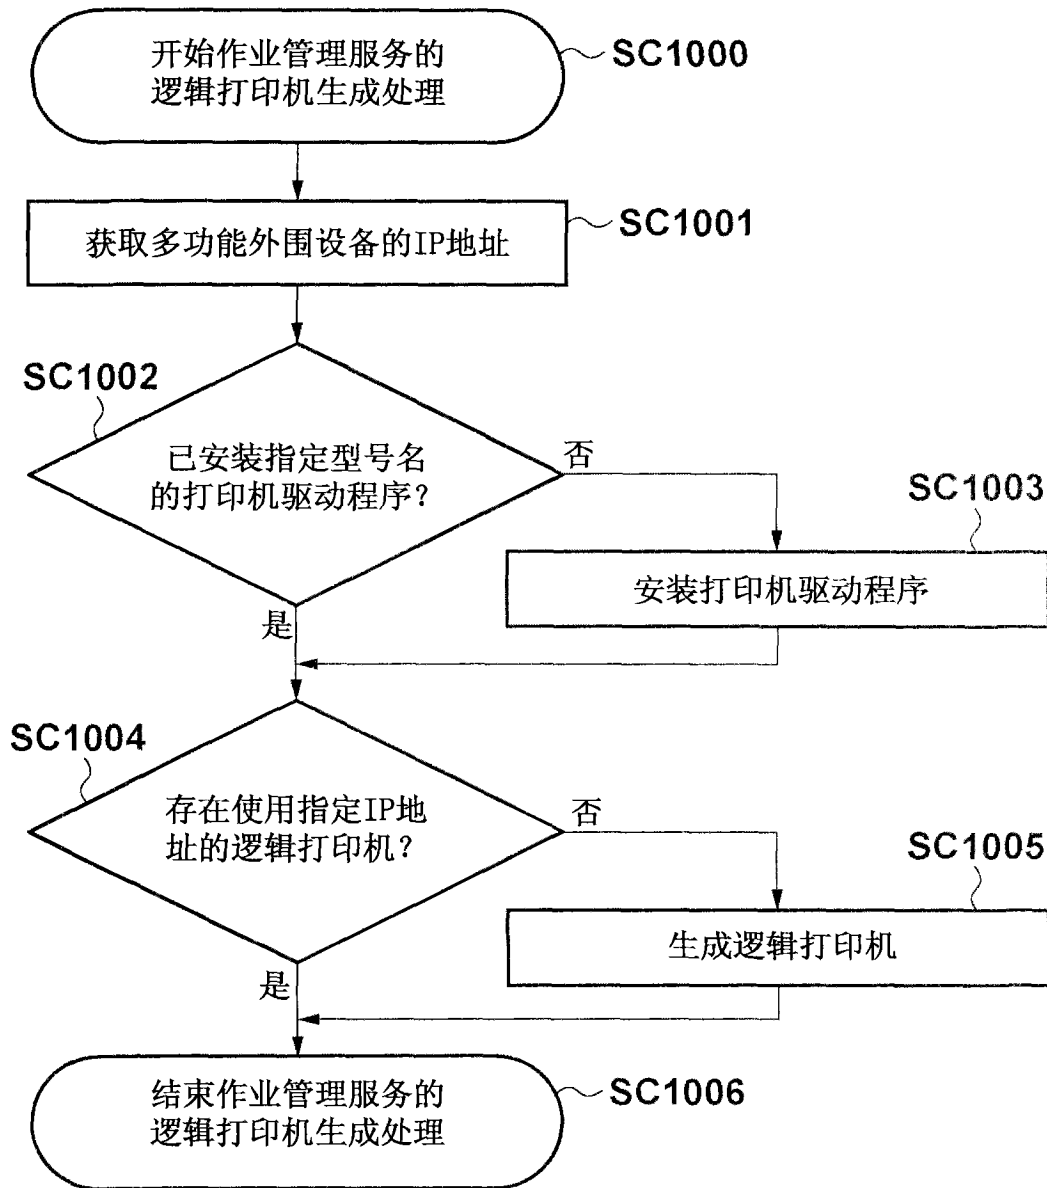 开始作业管理服务的
逻辑打印机生成处理
SC1000
获取多功能外围设备的IP地址
SC1001
SC1002
已安装指定型号名
的打印机驱动程序？
否
SC1003
安装打印机驱动程序
是
SC1004
存在使用指定IP地
址的逻辑打印机？
否
SC1005
生成逻辑打印机
是
结束作业管理服务的
逻辑打印机生成处理
SC1006